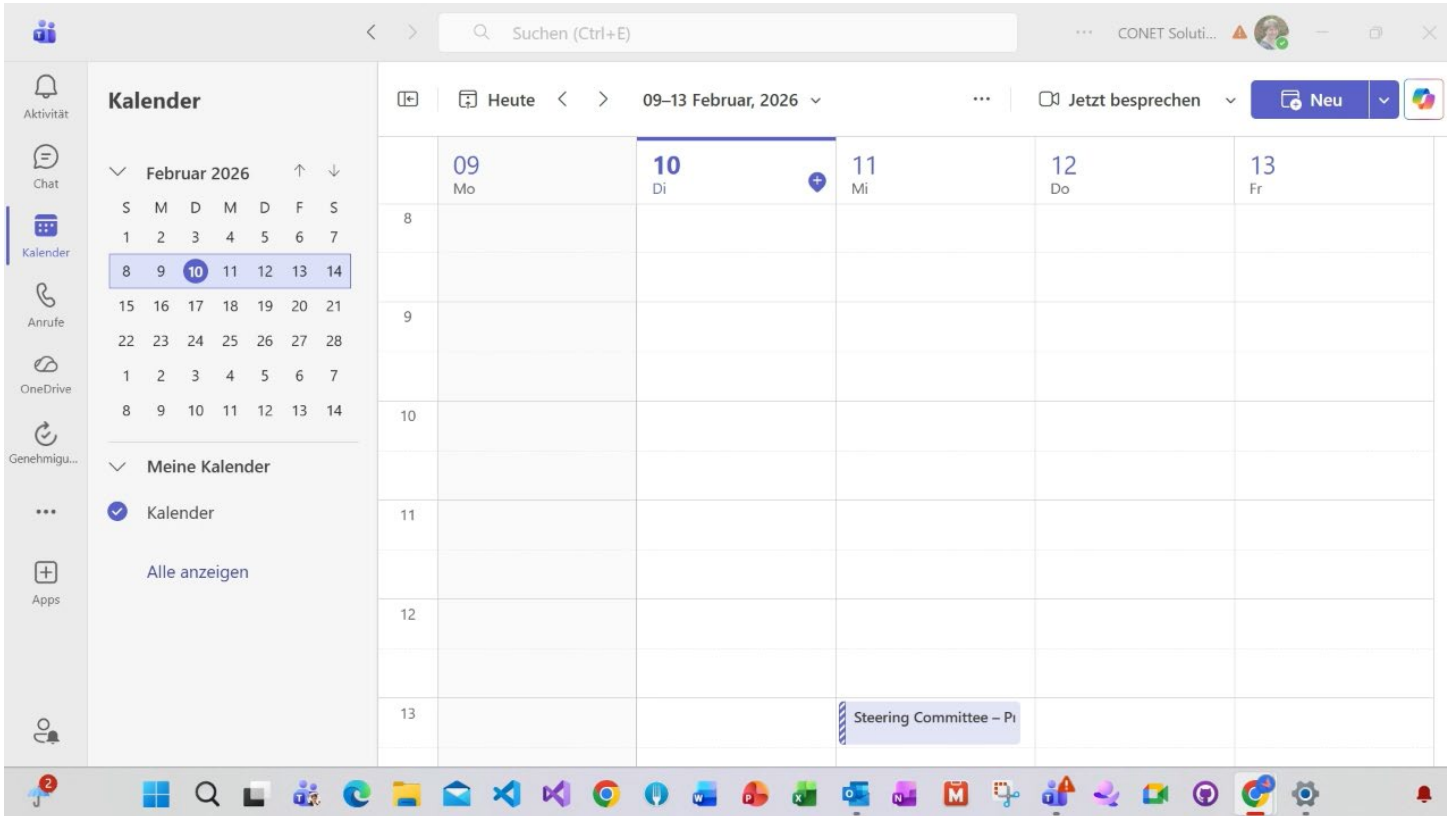 Suchen (Ctrl+E)
CONET Soluti...
Aktivität
Chat
Kalender
Anrufe
OneDrive
Genehmigu...
Apps
Kalender
Februar 2026
S M D M D F S
1 2 3 4 5 6 7
8 9 10 11 12 13 14
15 16 17 18 19 20 21
22 23 24 25 26 27 28
1 2 3 4 5 6 7
8 9 10 11 12 13 14
Meine Kalender
Kalender
Alle anzeigen
Heute
09–13 Februar, 2026
Jetzt besprechen
Neu
09 10 11 12 13
Mo Di Mi Do Fr
8
9
10
11
12
13
Steering Committee –
2